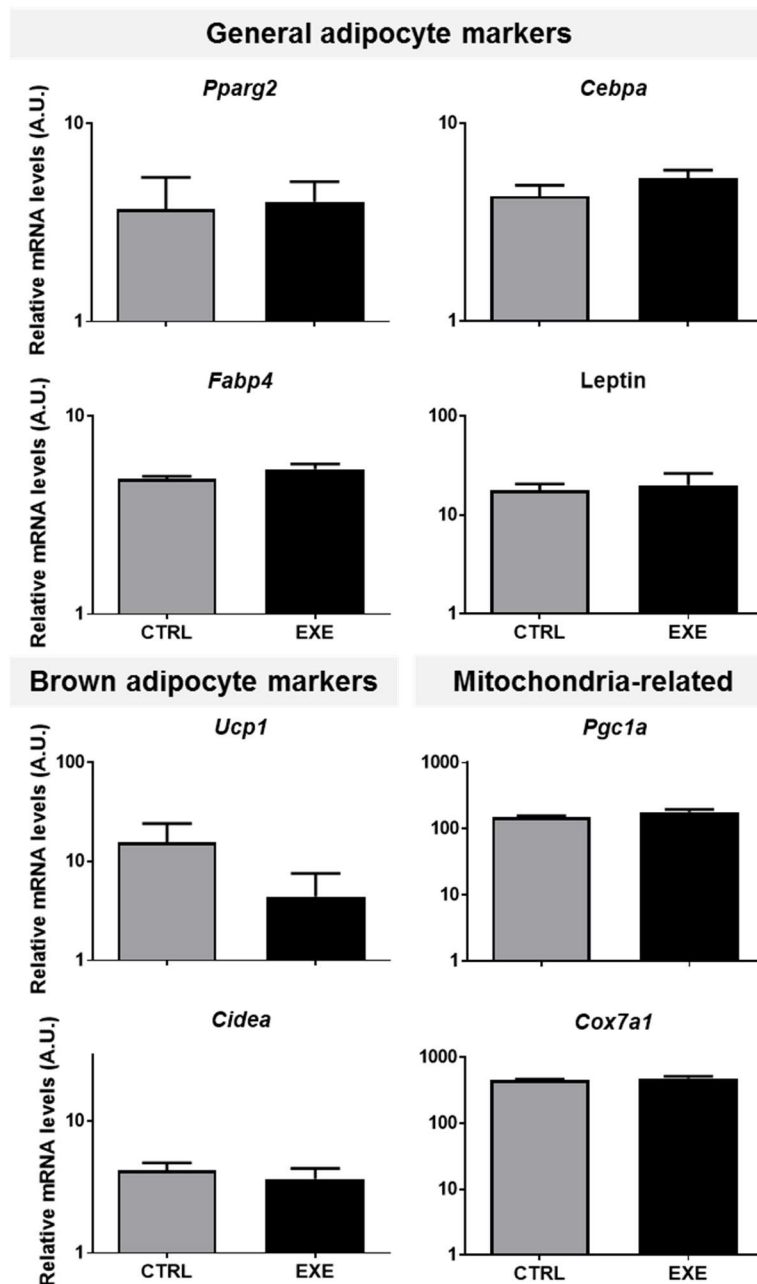 General adipocyte markers
Pparg2
Cebpa
Relative mRNA levels (A.U.)
10
1
10
1
Fabp4
Leptin
Relative mRNA levels (A.U.)
10
1
CTRL
EXE
100
10
1
CTRL
EXE
Brown adipocyte markers
Mitochondria-related
Ucp1
Pgc1a
Relative mRNA levels (A.U.)
100
10
1
1000
100
10
1
Cidea
Cox7a1
Relative mRNA levels (A.U.)
10
1
CTRL
EXE
1000
100
10
1
CTRL
EXE